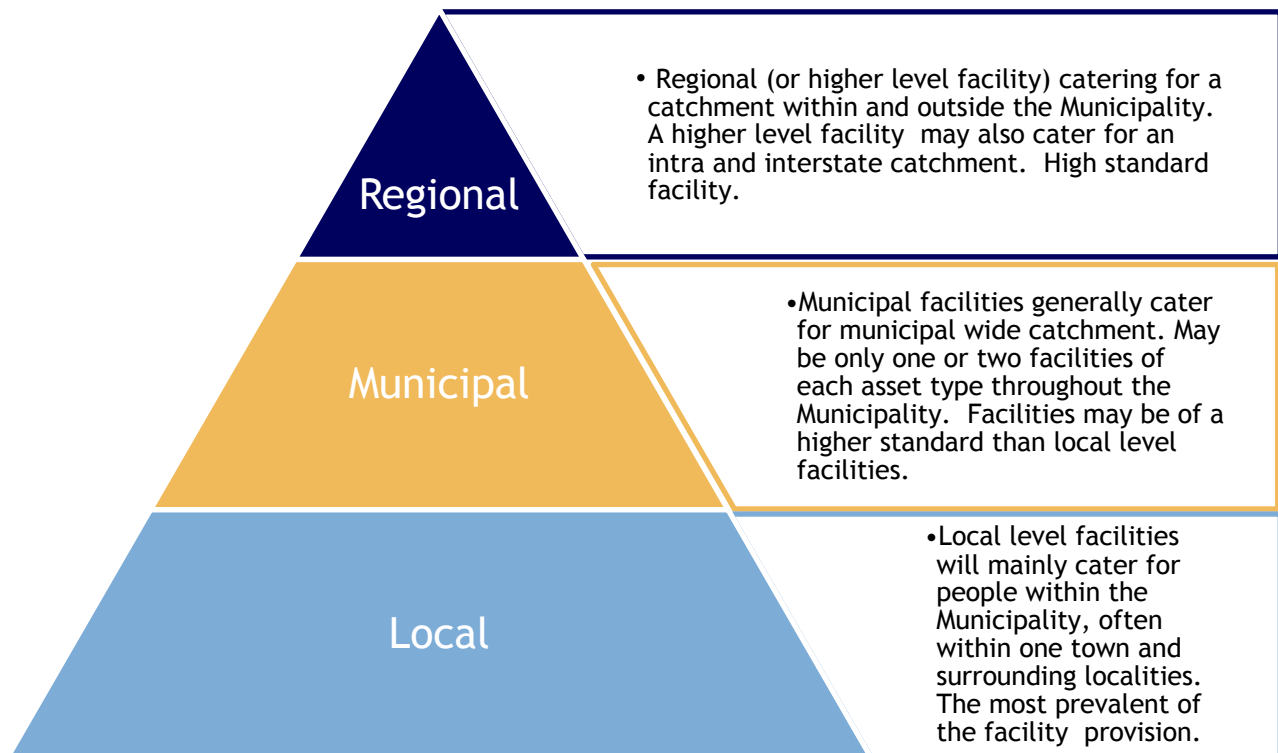 Regional
• Regional (or higher level facility) catering for a
catchment within and outside the Municipality.
A higher level facility may also cater for an
intra and interstate catchment. High standard
facility.
Municipal
•Municipal facilities generally cater
for municipal wide catchment. May
be only one or two facilities of
each asset type throughout the
Municipality. Facilities may be of a
higher standard than local level
facilities.
Local
•Local level facilities
will mainly cater for
people within the
Municipality, often
within one town and
surrounding localities.
The most prevalent of
the facility provision.